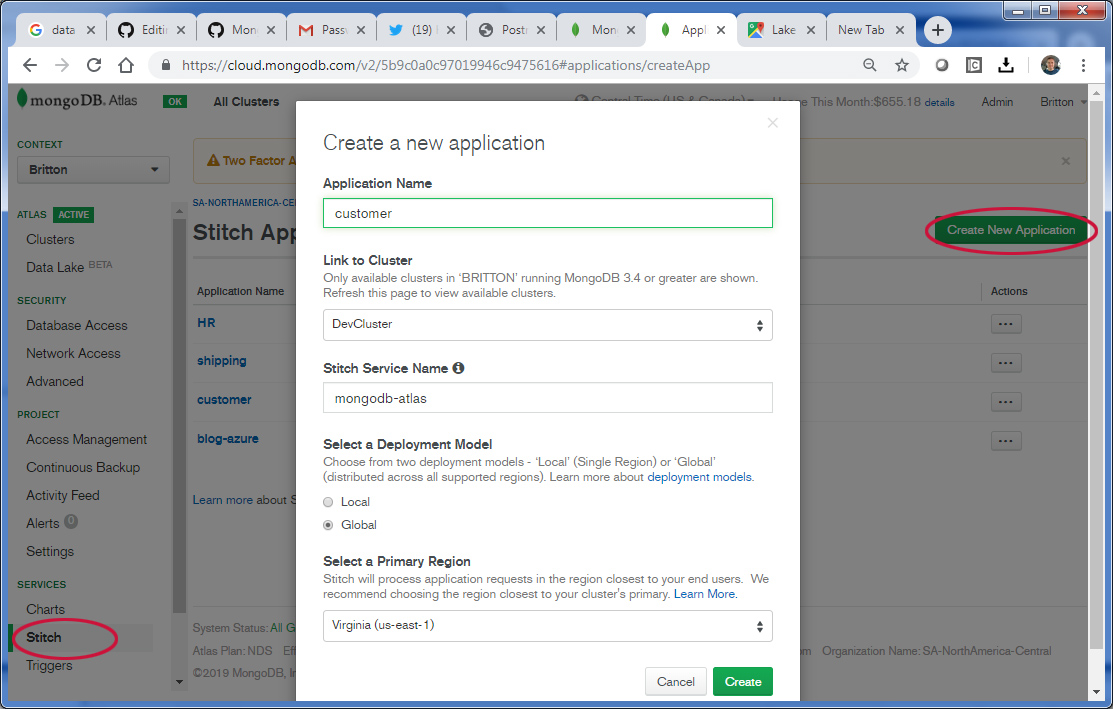 data
Editi
Mon
Passw
(19)
Posts
Mon
Appl
Lake
New Tab
https://cloud.mongodb.com/v2/5b9c0a0c97019946c9475616#applications/createApp
mongoDB. Atlas
OK
All Clusters
Central Time (US & Canada)
This Month:$655.18 details
Admin
Britton
CONTEXT
Britton
ATLAS ACTIVE
Clusters
Data Lake BETA
SECURITY
Database Access
Network Access
Advanced
PROJECT
Access Management
Continuous Backup
Activity Feed
Alerts 0
Settings
SERVICES
Charts
Stitch
Triggers
Two Factor A
SA-NORTHAMERICA-CE
Stitch App
Create New Application
Application Name
Actions
HR
shipping
customer
blog-azure
Learn more about S
System Status: All G
Atlas Plan: NDS
©2019 MongoDB, In
om Organization Name: SA-NorthAmerica-Central
Create a new application
Application Name
customer
Link to Cluster
Only available clusters in ‘BRITTON’ running MongoDB 3.4 or greater are shown.
Refresh this page to view available clusters.
DevCluster
Stitch Service Name
mongodb-atlas
Select a Deployment Model
Choose from two deployment models - ‘Local’ (Single Region) or ‘Global’
(distributed across all supported regions). Learn more about deployment models.
Local
Global
Select a Primary Region
Stitch will process application requests in the region closest to your end users. We
recommend choosing the region closest to your cluster's primary. Learn More.
Virginia (us-east-1)
Cancel
Create